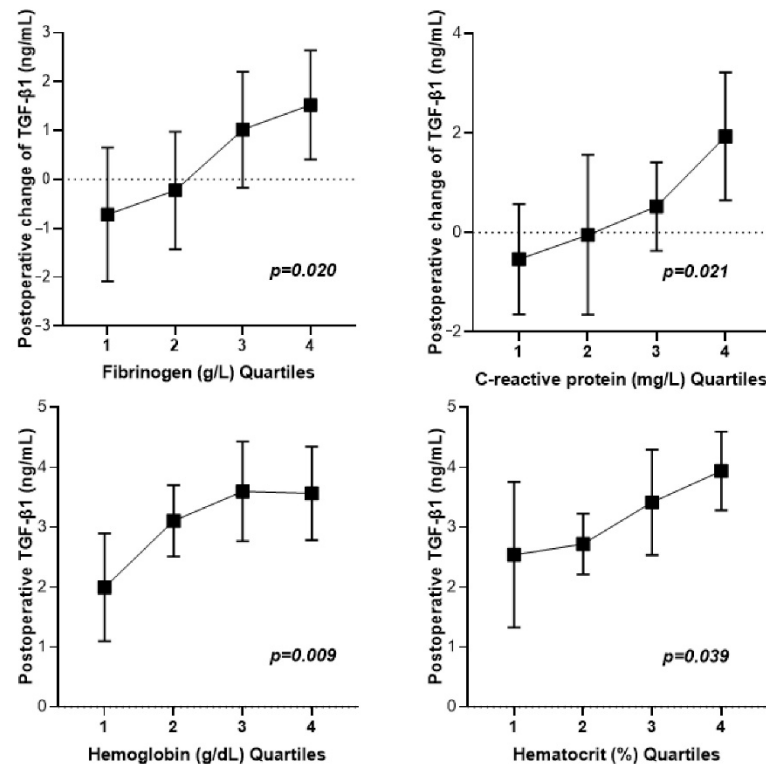 Postoperative change of TGF-β1 (ng/mL)
3
2
1
0
-1
-2
-3
p=0.020
1 2 3 4
Fibrinogen (g/L) Quartiles
Postoperative change of TGF-β1 (ng/mL)
4
2
0
-2
p=0.021
1 2 3 4
C-reactive protein (mg/L) Quartiles
Postoperative TGF-β1 (ng/mL)
5
4
3
2
1
0
p=0.009
1 2 3 4
Hemoglobin (g/dL) Quartiles
Postoperative TGF-β1 (ng/mL)
5
4
3
2
1
0
p=0.039
1 2 3 4
Hematocrit (%) Quartiles